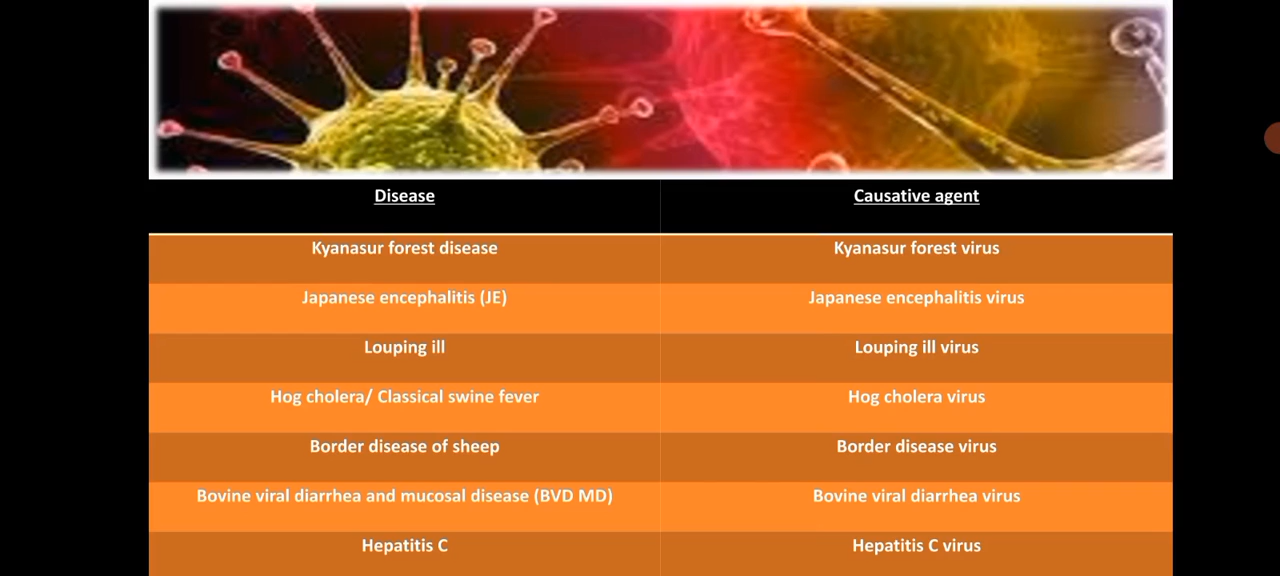 Disease Causative agent
Kyanasur forest disease Kyanasur forest virus
Japanese encephalitis (JE) Japanese encephalitis virus
Louping ill Louping ill virus
Hog cholera/ Classical swine fever Hog cholera virus
Border disease of sheep Border disease virus
Bovine viral diarrhea and mucosal disease (BVD MD) Bovine viral diarrhea virus
Hepatitis C Hepatitis C virus